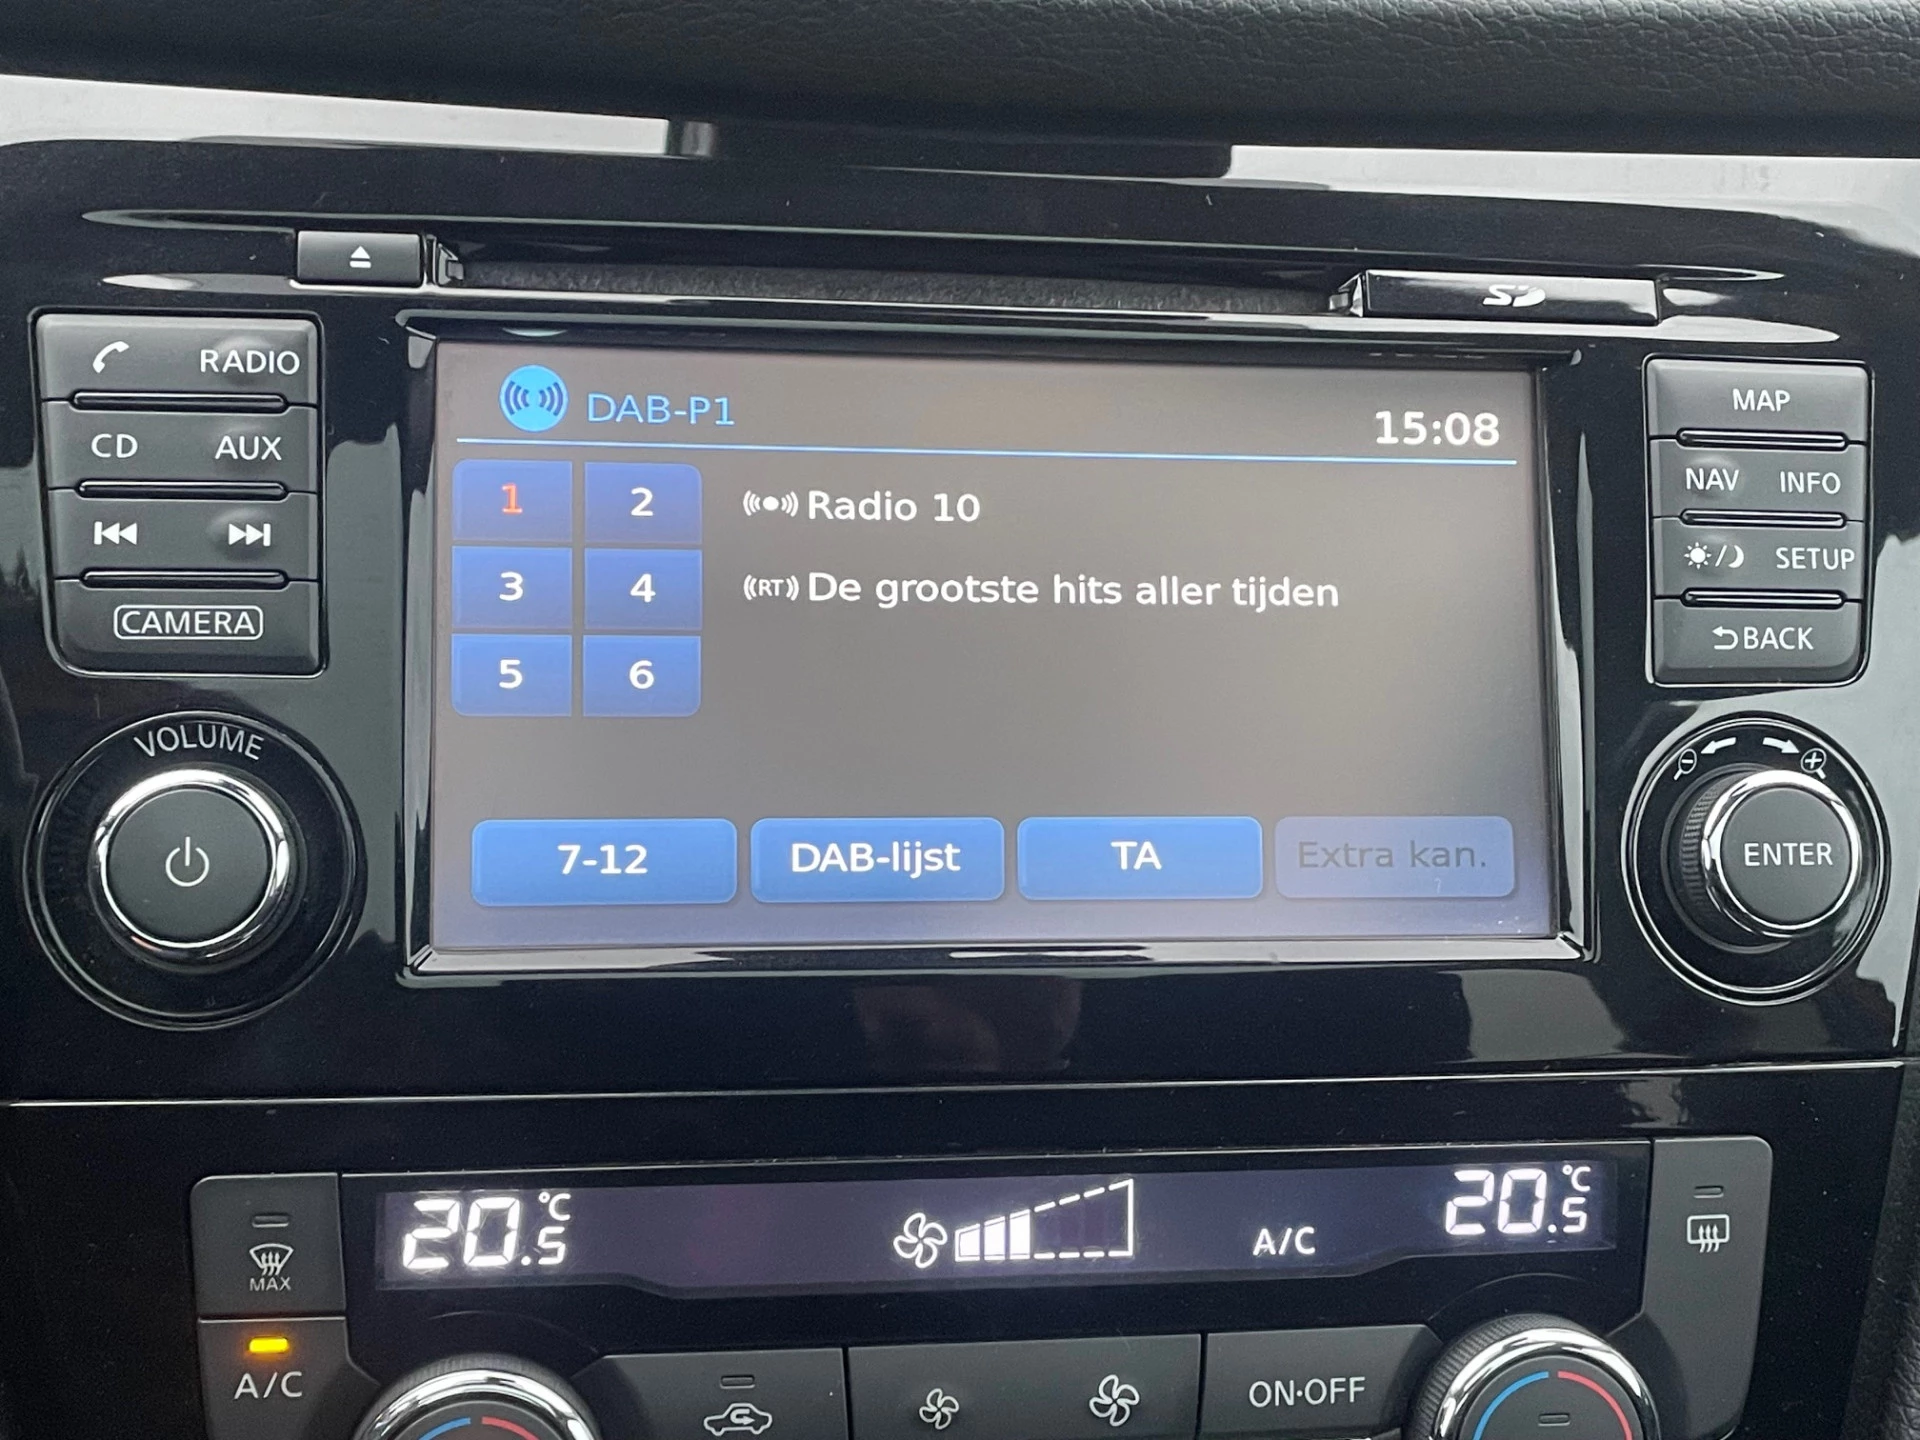 SD
RADIO
CD AUX
CAMERA
VOLUME
DAB-P1
15:08
1 2
3 4
5 6
Radio 10
((RT)) De grootste hits aller tijden
7-12 DAB-lijst TA Extra kan.
MAP
NAV INFO
SETUP
BACK
ENTER
MAX
20.5 °C
A/C
20.5 °C
A/C
ON·OFF